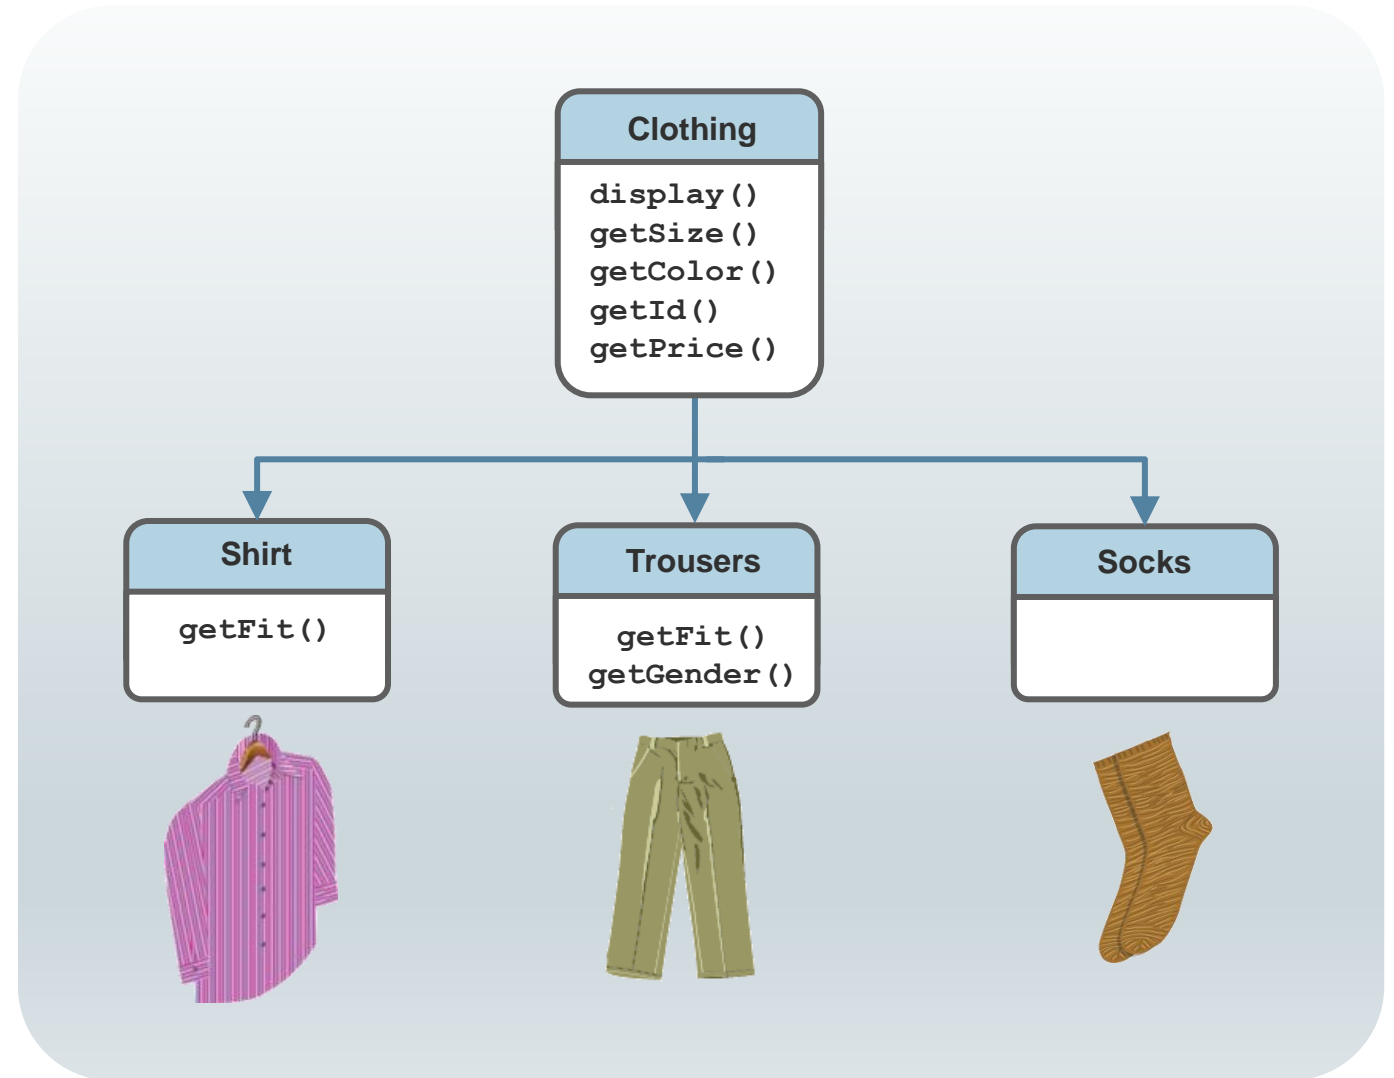 Clothing
display()
getSize()
getColor()
getId()
getPrice()
Shirt
getFit()
Trousers
getFit()
getGender()
Socks